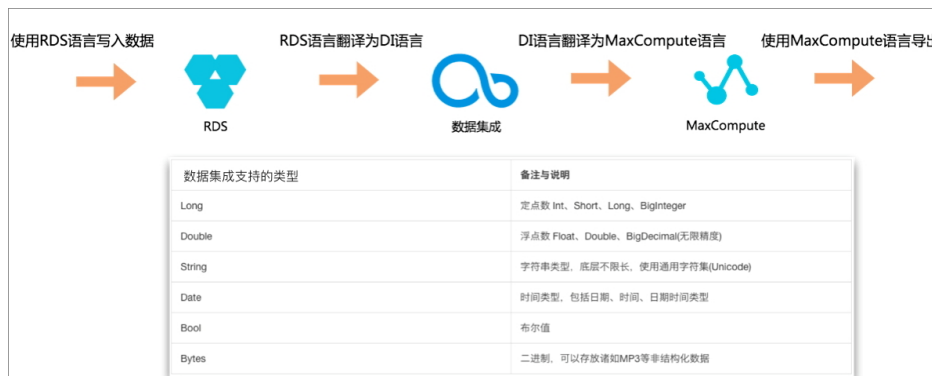 使用RDS语言写入数据 RDS语言翻译为DI语言 DI语言翻译为MaxCompute语言 使用MaxCompute语言导出
RDS 数据集成 MaxCompute
数据集成支持的类型 备注与说明
Long 定点数 Int、Short、Long、BigInteger
Double 浮点数 Float、Double、BigDecimal(无限精度)
String 字符串类型，底层不限长，使用通用字符集(Unicode)
Date 时间类型，包括日期、时间、日期时间类型
Bool 布尔值
Bytes 二进制，可以存放诸如MP3等非结构化数据